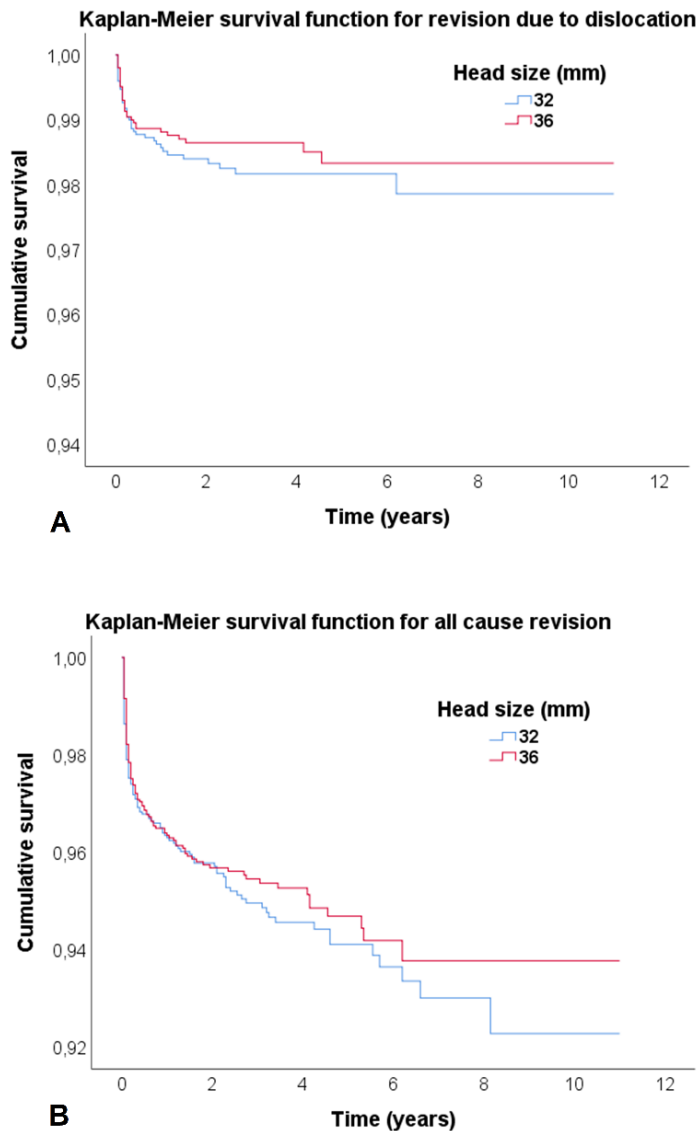 Kaplan-Meier survival function for revision due to dislocation
1,00
Head size (mm)
32
36
0,99
0,98
0,97
0,96
0,95
0,94
Cumulative survival
0 2 4 6 8 10 12
Time (years)
A
Kaplan-Meier survival function for all cause revision
1,00
Head size (mm)
32
36
0,98
0,96
0,94
0,92
Cumulative survival
0 2 4 6 8 10 12
Time (years)
B